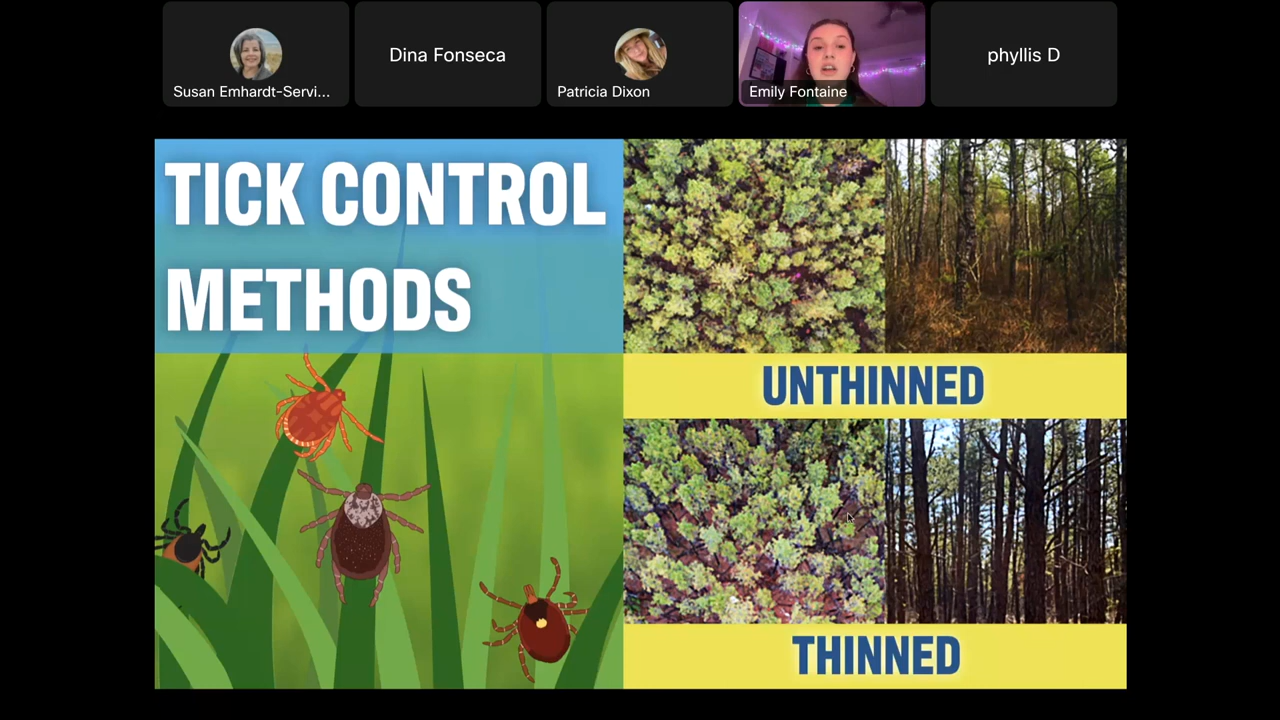 Susan Emhardt-Servi...
Dina Fonseca
Patricia Dixon
Emily Fontaine
phyllis D
TICK CONTROL
METHODS
UNTHINNED
THINNED